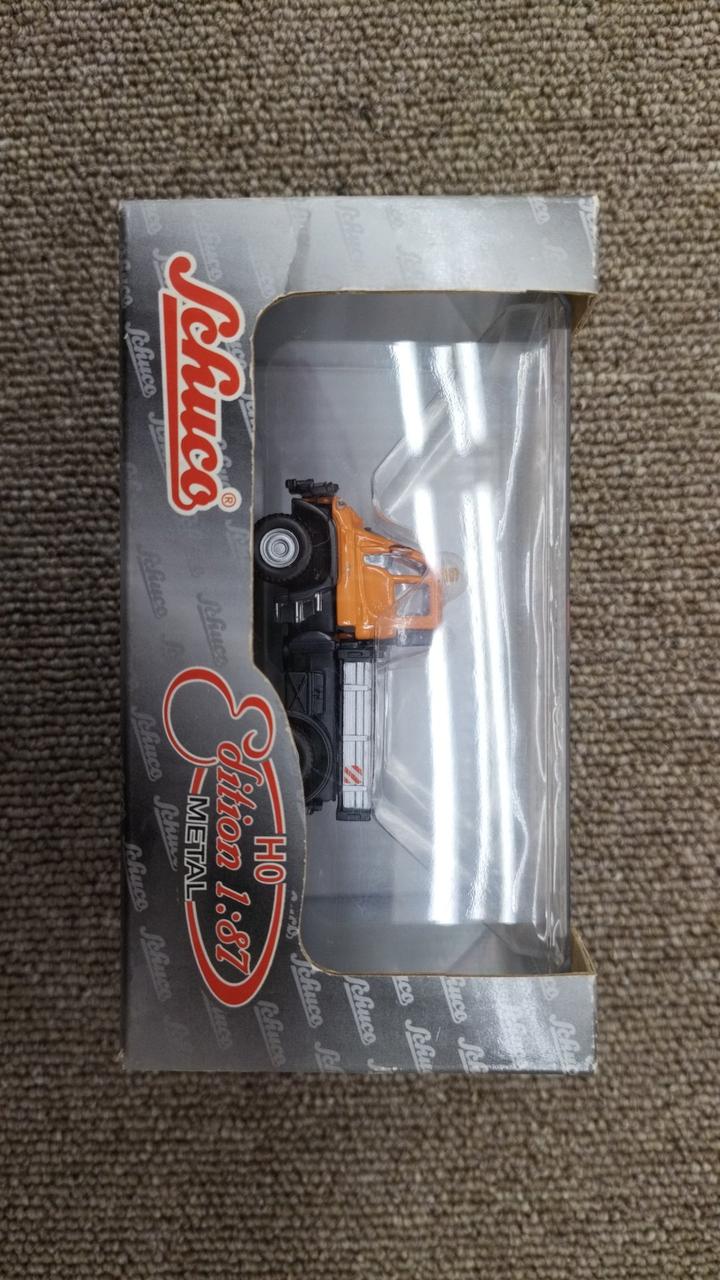 Schuco®
H0
Edition 1:87
METAL